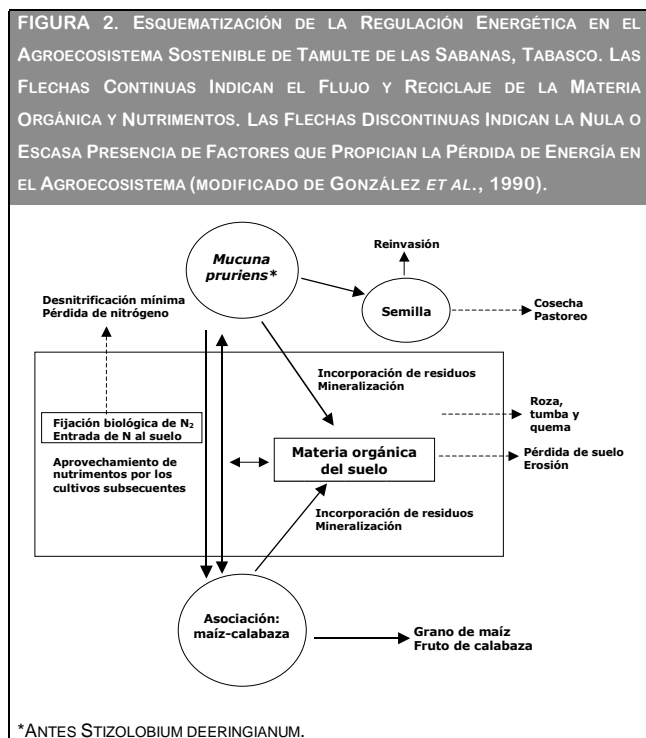 FIGURA 2. ESQUEMATIZACIÓN DE LA REGULACIÓN ENERGÉTICA EN EL
AGROECOSISTEMA SOSTENIBLE DE TAMULTE DE LAS SABANAS, TABASCO. LAS
FLECHAS CONTINUAS INDICAN EL FLUJO Y RECICLAJE DE LA MATERIA
ORGÁNICA Y NUTRIMENTOS. LAS FLECHAS DISCONTINUAS INDICAN LA NULA O
ESCASA PRESENCIA DE FACTORES QUE PROPICIAN LA PÉRDIDA DE ENERGÍA EN
EL AGROECOSISTEMA (MODIFICADO DE GONZÁLEZ ET AL., 1990).
Mucuna
pruriens*
Reinvasión
Semilla
Cosecha
Pastoreo
Desnitrificación mínima
Pérdida de nitrógeno
Incorporación de residuos
Mineralización
Roza,
tumba y
quema
Fijación biológica de N₂
Entrada de N al suelo
Aprovechamiento de
nutrimentos por los
cultivos subsecuentes
Materia orgánica
del suelo
Pérdida de suelo
Erosión
Incorporación de residuos
Mineralización
Asociación:
maíz-calabaza
Grano de maíz
Fruto de calabaza
*ANTES STIZOLOBIUM DEERINGIANUM.